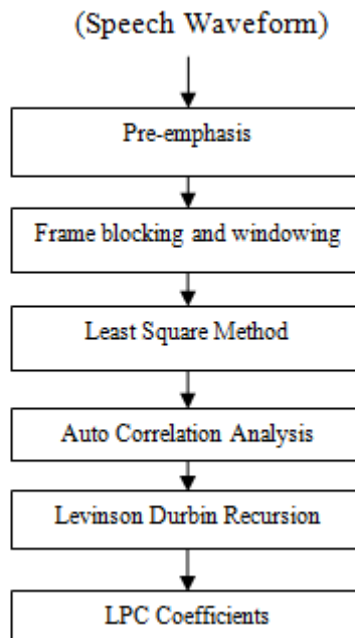 (Speech Waveform)
Pre-emphasis
Frame blocking and windowing
Least Square Method
Auto Correlation Analysis
Levinson Durbin Recursion
LPC Coefficients